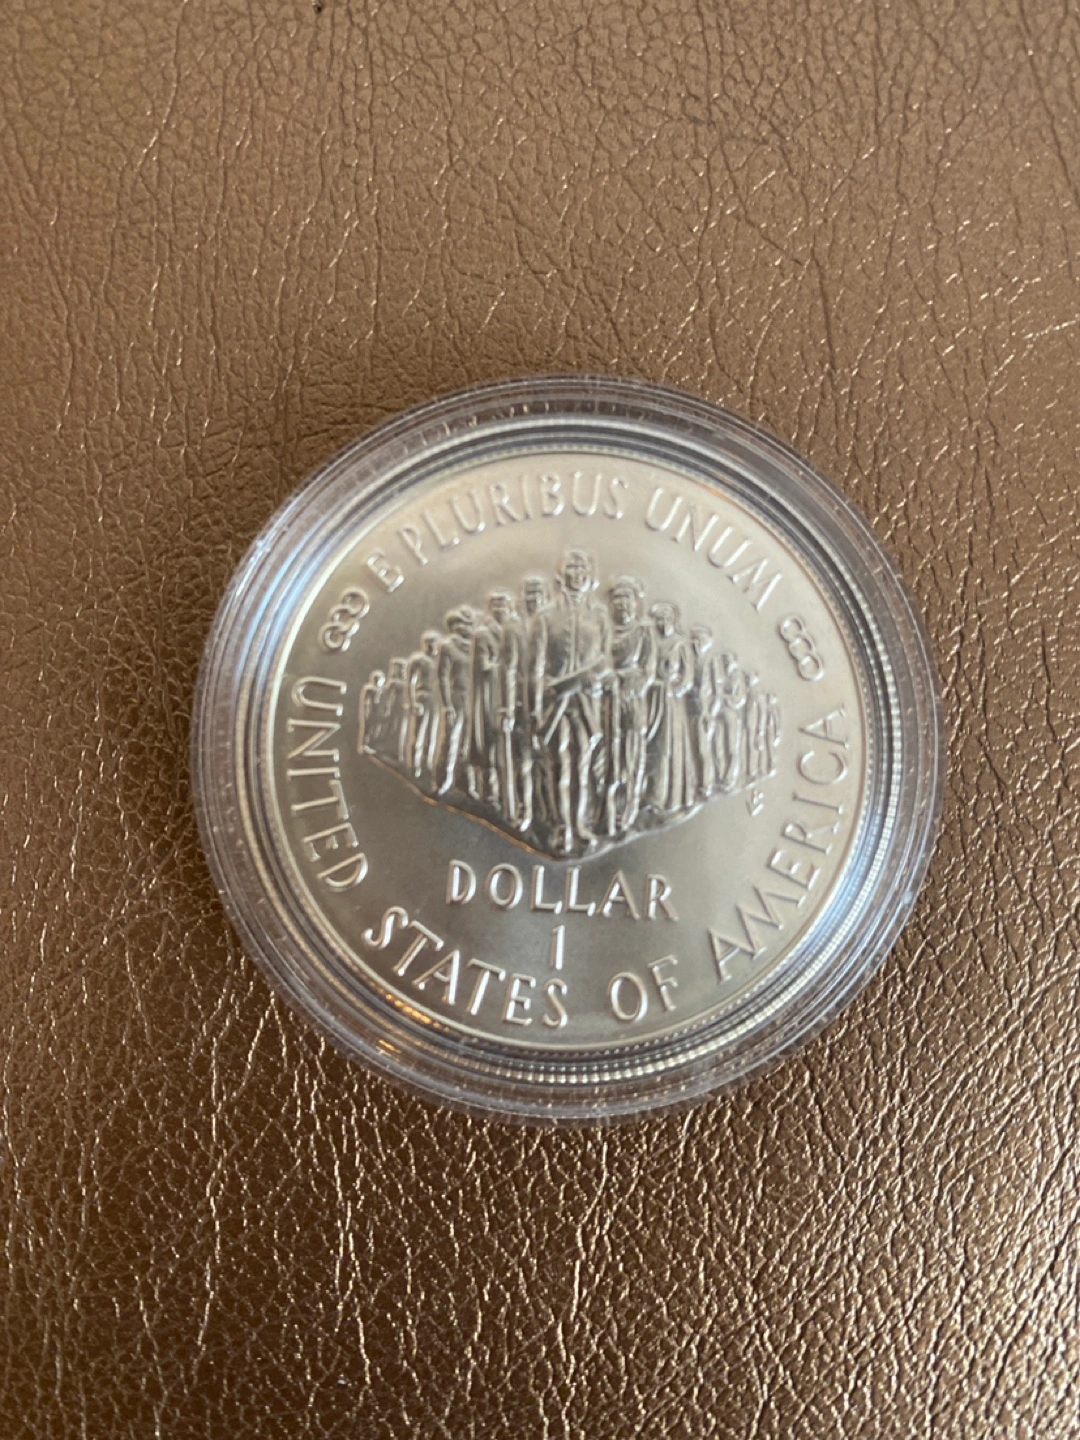 E PLURIBUS UNUM
DOLLAR
1
UNITED STATES OF AMERICA